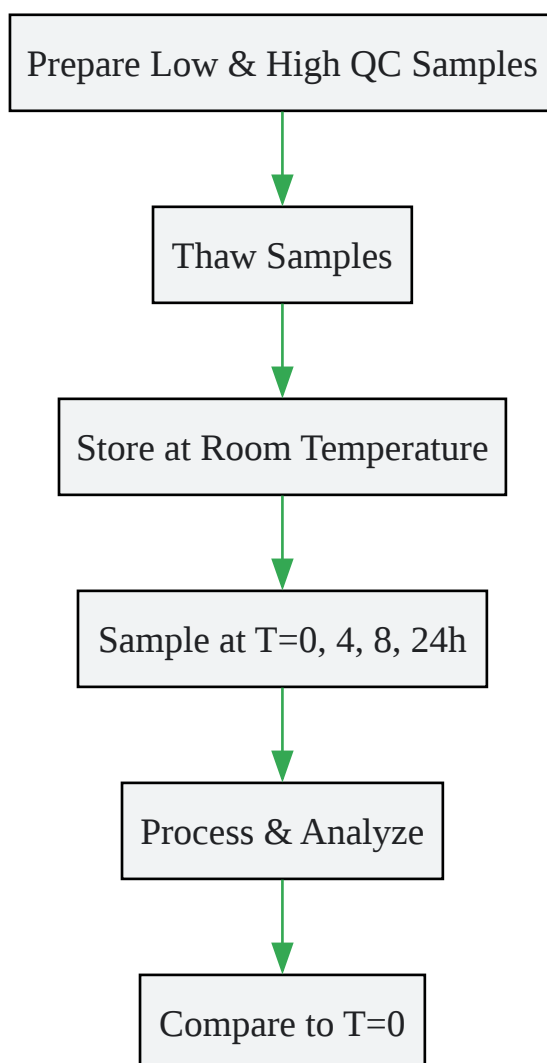 Prepare Low & High QC Samples
Thaw Samples
Store at Room Temperature
Sample at T=0, 4, 8, 24h
Process & Analyze
Compare to T=0